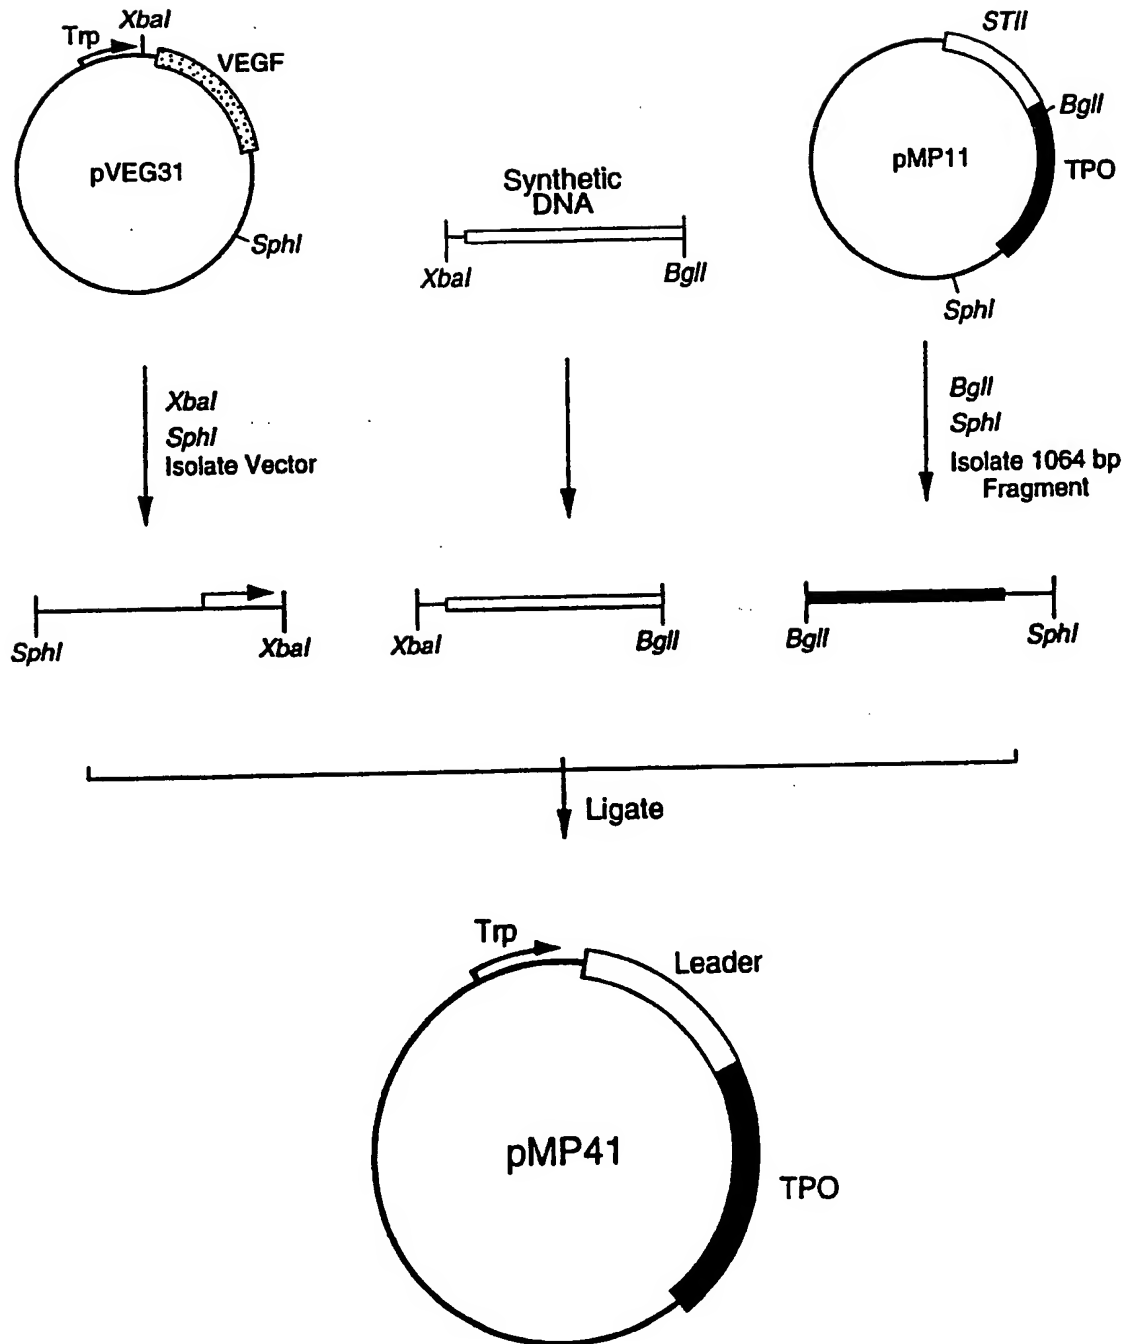 Trp
XbaI
VEGF
pVEG31
SphI
Synthetic
DNA
XbaI
BglI
STII
BglI
pMP11
TPO
SphI
XbaI
SphI
Isolate Vector
BglI
SphI
Isolate 1064 bp
Fragment
SphI
XbaI
XbaI
BglI
BglI
SphI
Ligate
Trp
Leader
pMP41
TPO